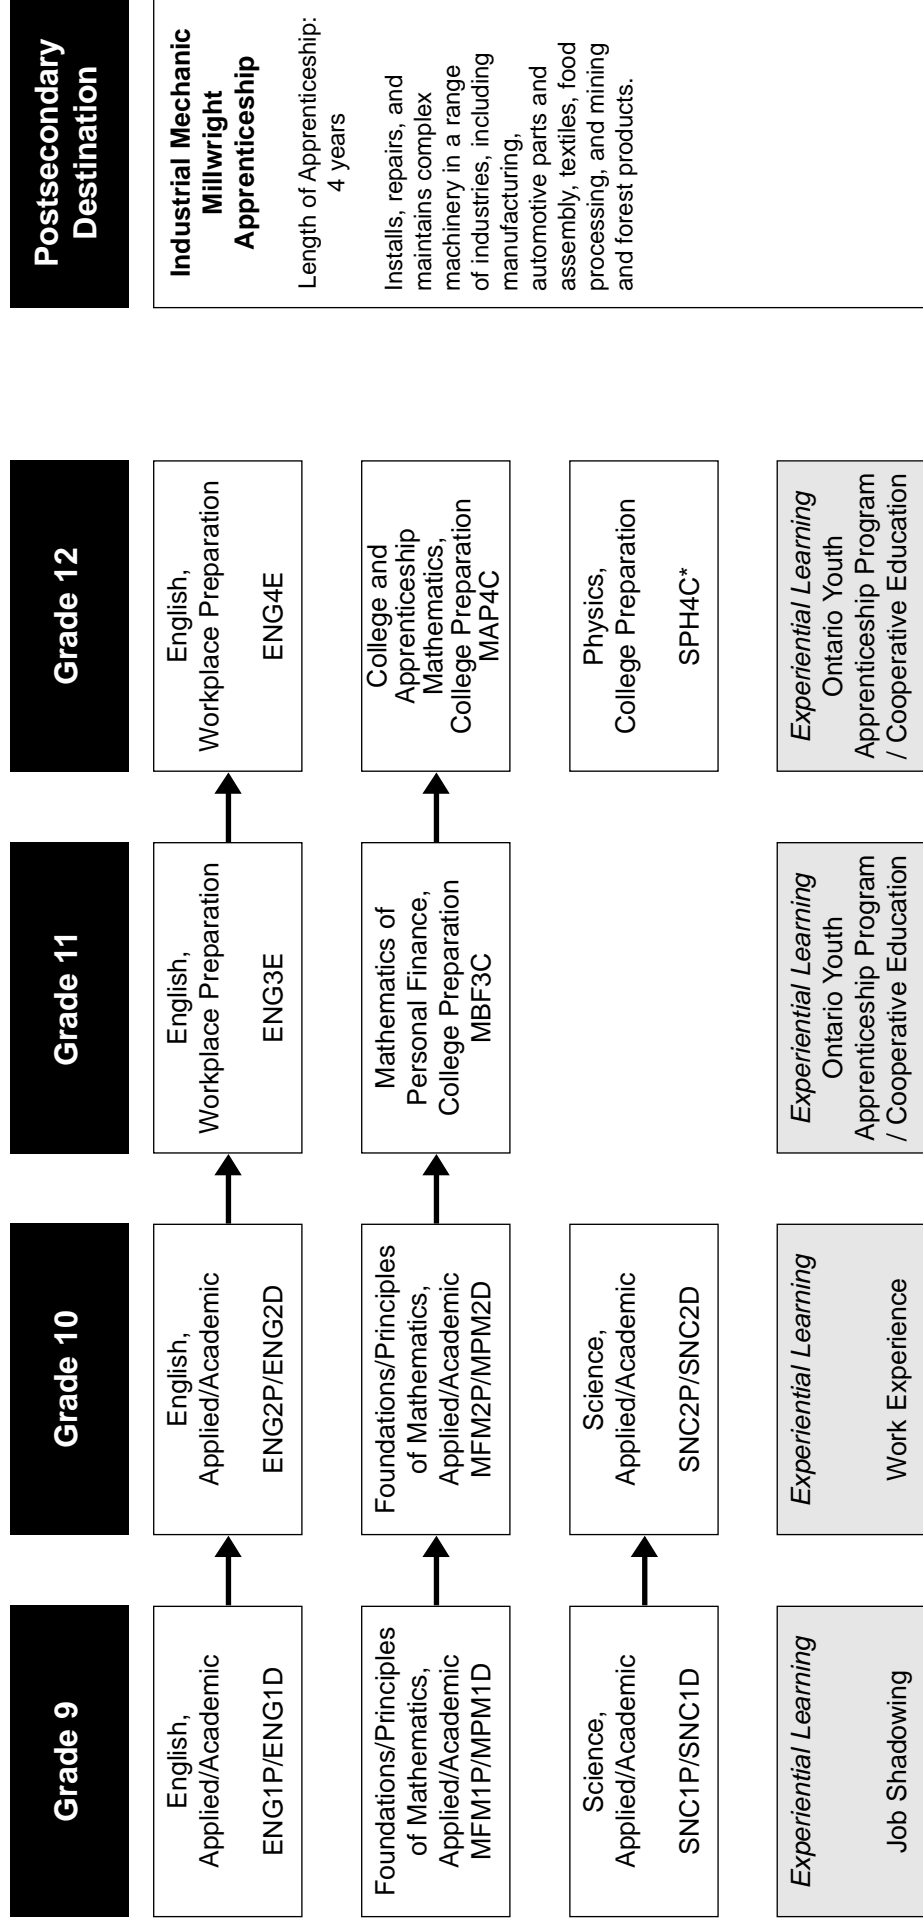 Grade 9
Grade 10
Grade 11
Grade 12
Postsecondary
Destination
English,
Applied/Academic
ENG1P/ENG1D
English,
Applied/Academic
ENG2P/ENG2D
English,
Workplace Preparation
ENG3E
English,
Workplace Preparation
ENG4E
Industrial Mechanic
Millwright
Apprenticeship
Length of Apprenticeship:
4 years
Installs, repairs, and
maintains complex
machinery in a range
of industries, including
manufacturing,
automotive parts and
assembly, textiles, food
processing, and mining
and forest products.
Foundations/Principles
of Mathematics,
Applied/Academic
MFM1P/MPM1D
Foundations/Principles
of Mathematics,
Applied/Academic
MFM2P/MPM2D
Mathematics of
Personal Finance,
College Preparation
MBF3C
College and
Apprenticeship
Mathematics,
College Preparation
MAP4C
Science,
Applied/Academic
SNC1P/SNC1D
Science,
Applied/Academic
SNC2P/SNC2D
Physics,
College Preparation
SPH4C*
Experiential Learning
Job Shadowing
Experiential Learning
Work Experience
Experiential Learning
Ontario Youth
Apprenticeship Program
/ Cooperative Education
Experiential Learning
Ontario Youth
Apprenticeship Program
/ Cooperative Education